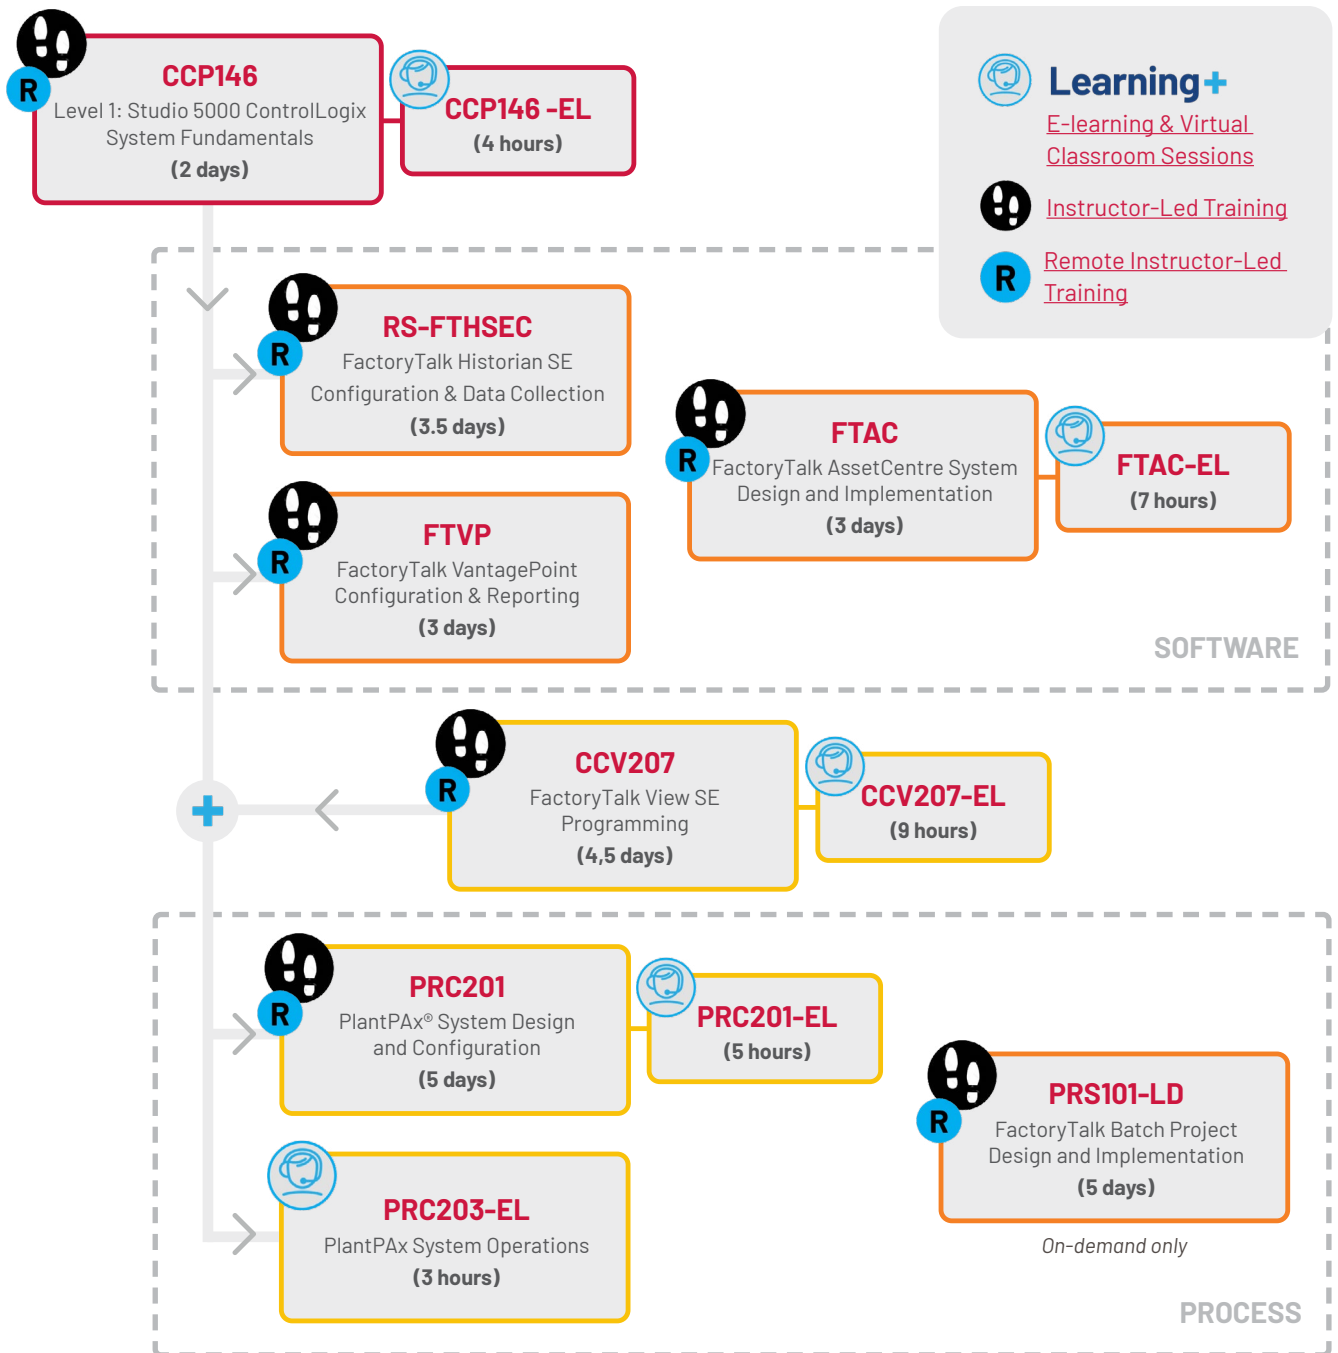 R
CCP146
Level 1: Studio 5000 ControlLogix
System Fundamentals
(2 days)
CCP146 -EL
(4 hours)
Learning+
E-learning & Virtual
Classroom Sessions
Instructor-Led Training
R
Remote Instructor-Led
Training
R
RS-FTHSEC
FactoryTalk Historian SE
Configuration & Data Collection
(3.5 days)
R
FTAC
FactoryTalk AssetCentre System
Design and Implementation
(3 days)
FTAC-EL
(7 hours)
R
FTVP
FactoryTalk VantagePoint
Configuration & Reporting
(3 days)
SOFTWARE
R
CCV207
FactoryTalk View SE
Programming
(4,5 days)
CCV207-EL
(9 hours)
+
R
PRC201
PlantPAx® System Design
and Configuration
(5 days)
PRC201-EL
(5 hours)
R
PRS101-LD
FactoryTalk Batch Project
Design and Implementation
(5 days)
On-demand only
PRC203-EL
PlantPAx System Operations
(3 hours)
PROCESS